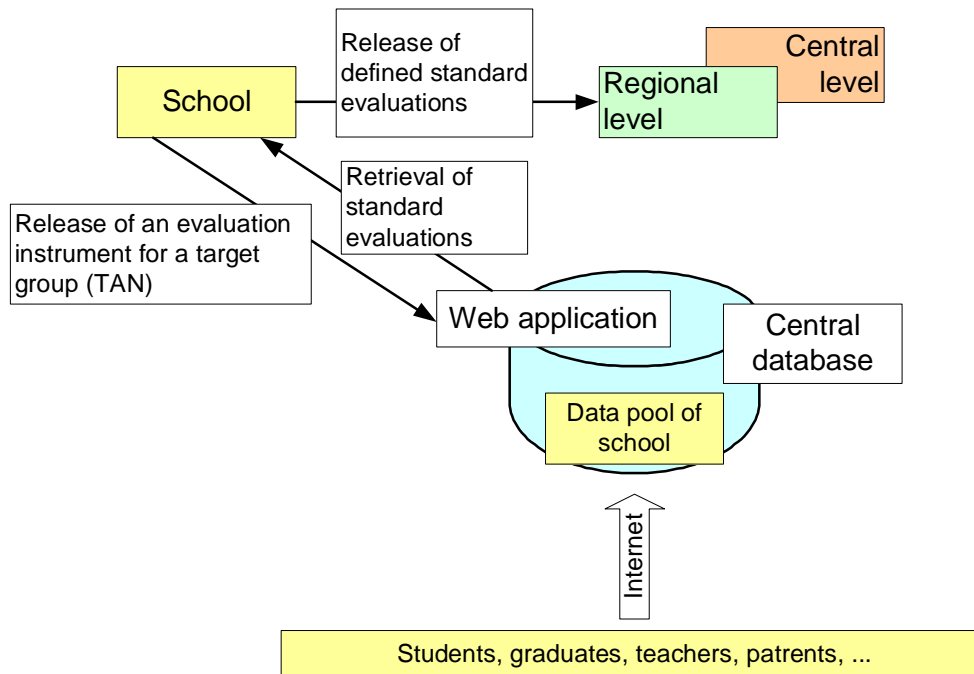 Release of
defined standard
evaluations
Central
level
School
Regional
level
Retrieval of
standard
evaluations
Release of an evaluation
instrument for a target
group (TAN)
Web application
Central
database
Data pool of
school
Internet
Students, graduates, teachers, patrents, ...